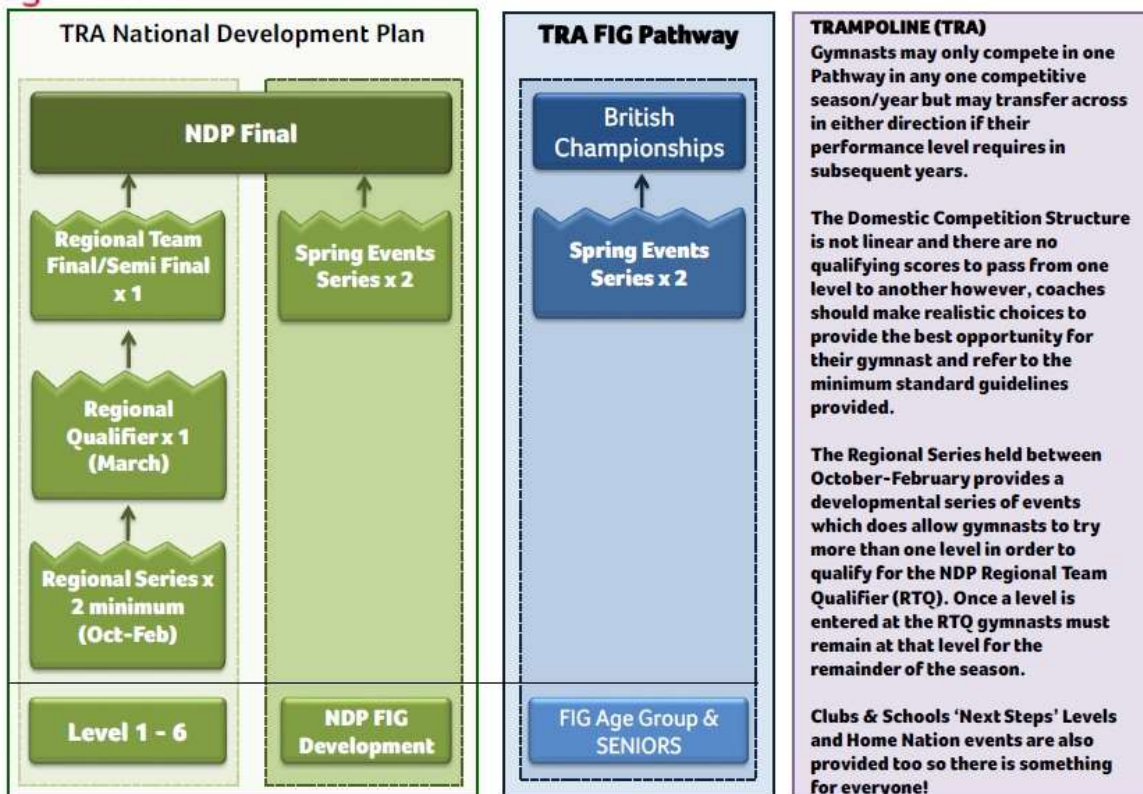 TRA National Development Plan
NDP Final
Regional Team
Final/Semi Final
x 1
Regional
Qualifier x 1
(March)
Regional Series x
2 minimum
(Oct-Feb)
Level 1 - 6
Spring Events
Series x 2
NDP FIG
Development
TRA FIG Pathway
British
Championships
Spring Events
Series x 2
FIG Age Group &
SENIORS
TRAMPOLINE (TRA)
Gymnasts may only compete in one
Pathway in any one competitive
season/year but may transfer across
in either direction if their
performance level requires in
subsequent years.
The Domestic Competition Structure
is not linear and there are no
qualifying scores to pass from one
level to another however, coaches
should make realistic choices to
provide the best opportunity for
their gymnast and refer to the
minimum standard guidelines
provided.
The Regional Series held between
October-February provides a
developmental series of events
which does allow gymnasts to try
more than one level in order to
qualify for the NDP Regional Team
Qualifier (RTQ). Once a level is
entered at the RTQ gymnasts must
remain at that level for the
remainder of the season.
Clubs & Schools 'Next Steps' Levels
and Home Nation events are also
provided too so there is something
for everyone!